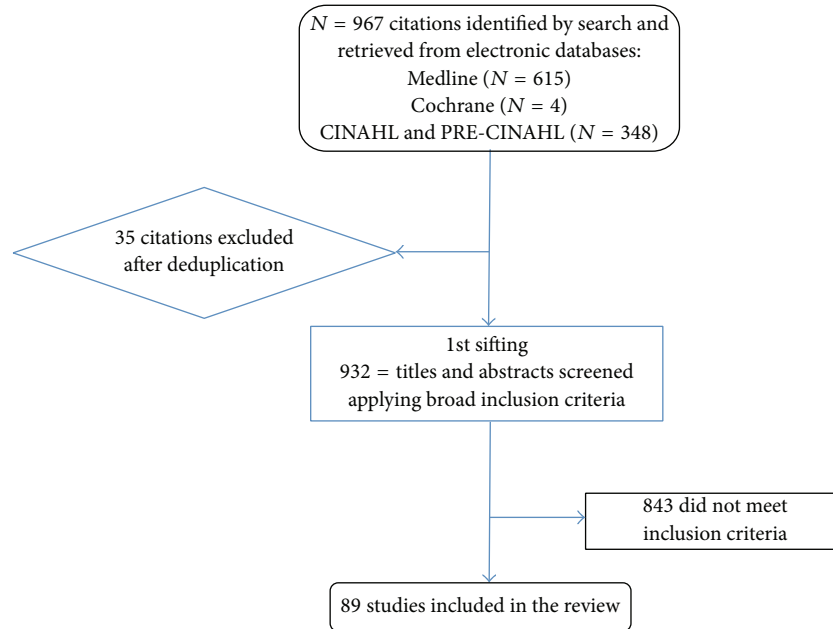 N = 967 citations identified by search and
retrieved from electronic databases:
Medline (N = 615)
Cochrane (N = 4)
CINAHL and PRE-CINAHL (N = 348)
35 citations excluded
after deduplication
1st sifting
932 = titles and abstracts screened
applying broad inclusion criteria
843 did not meet
inclusion criteria
89 studies included in the review